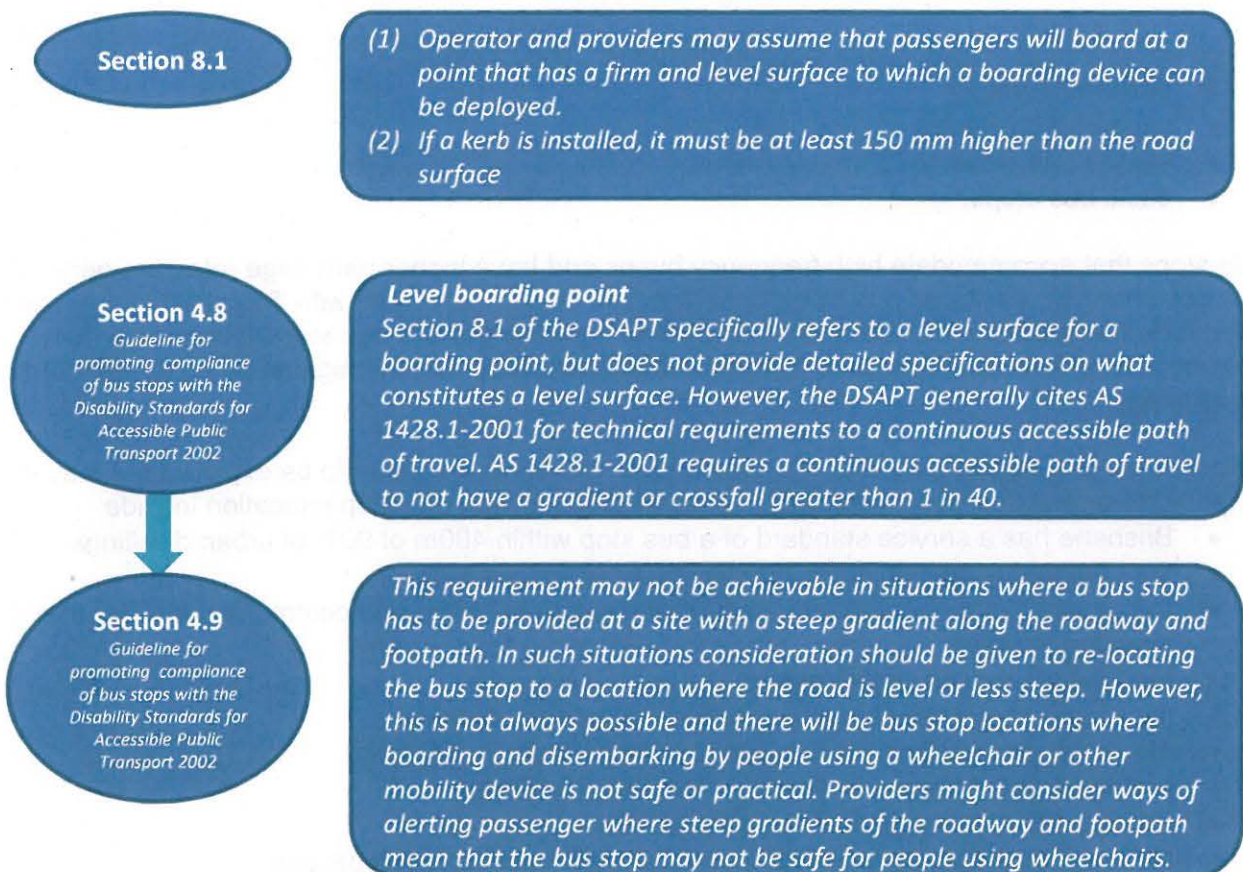 Section 8.1
(1) Operator and providers may assume that passengers will board at a
point that has a firm and level surface to which a boarding device can
be deployed.
(2) If a kerb is installed, it must be at least 150 mm higher than the road
surface
Section 4.8
Guideline for
promoting compliance
of bus stops with the
Disability Standards for
Accessible Public
Transport 2002
Level boarding point
Section 8.1 of the DSAPT specifically refers to a level surface for a
boarding point, but does not provide detailed specifications on what
constitutes a level surface. However, the DSAPT generally cites AS
1428.1-2001 for technical requirements to a continuous accessible path
of travel. AS 1428.1-2001 requires a continuous accessible path of travel
to not have a gradient or crossfall greater than 1 in 40.
Section 4.9
Guideline for
promoting compliance
of bus stops with the
Disability Standards for
Accessible Public
Transport 2002
This requirement may not be achievable in situations where a bus stop
has to be provided at a site with a steep gradient along the roadway and
footpath. In such situations consideration should be given to re-locating
the bus stop to a location where the road is level or less steep. However,
this is not always possible and there will be bus stop locations where
boarding and disembarking by people using a wheelchair or other
mobility device is not safe or practical. Providers might consider ways of
alerting passenger where steep gradients of the roadway and footpath
mean that the bus stop may not be safe for people using wheelchairs.